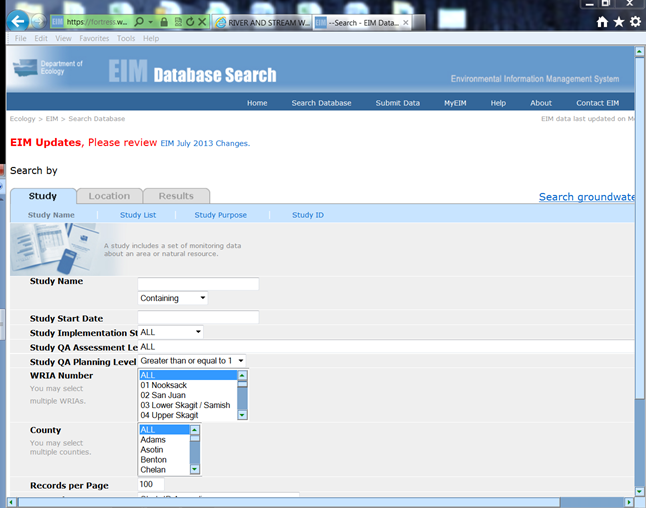 https://fortress.w...
RIVER AND STREAM W...
--Search - EIM Data...
File Edit View Favorites Tools Help
Department of
Ecology
EIM Database Search
Environmental Information Management System
Home Search Database Submit Data MyEIM Help About Contact EIM
Ecology > EIM > Search Database
EIM data last updated on
EIM Updates, Please review EIM July 2013 Changes.
Search by
Study Location Results
Search groundwate
Study Name Study List Study Purpose Study ID
A study includes a set of monitoring data
about an area or natural resource.
Study Name
Containing
Study Start Date
Study Implementation St ALL
Study QA Assessment Le ALL
Study QA Planning Level Greater than or equal to 1
WRIA Number
ALL
You may select
multiple WRIAs.
01 Nooksack
02 San Juan
03 Lower Skagit / Samish
04 Upper Skagit
County
ALL
You may select
multiple counties.
Adams
Asotin
Benton
Chelan
Records per Page 100